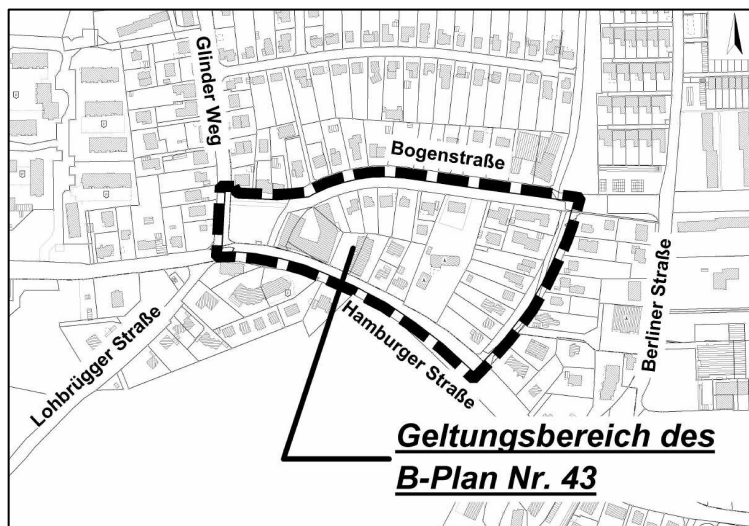 Glinder Weg
Bogenstraße
Hamburger Straße
Berliner Straße
Lohbrügger Straße
Geltungsbereich des
B-Plan Nr. 43